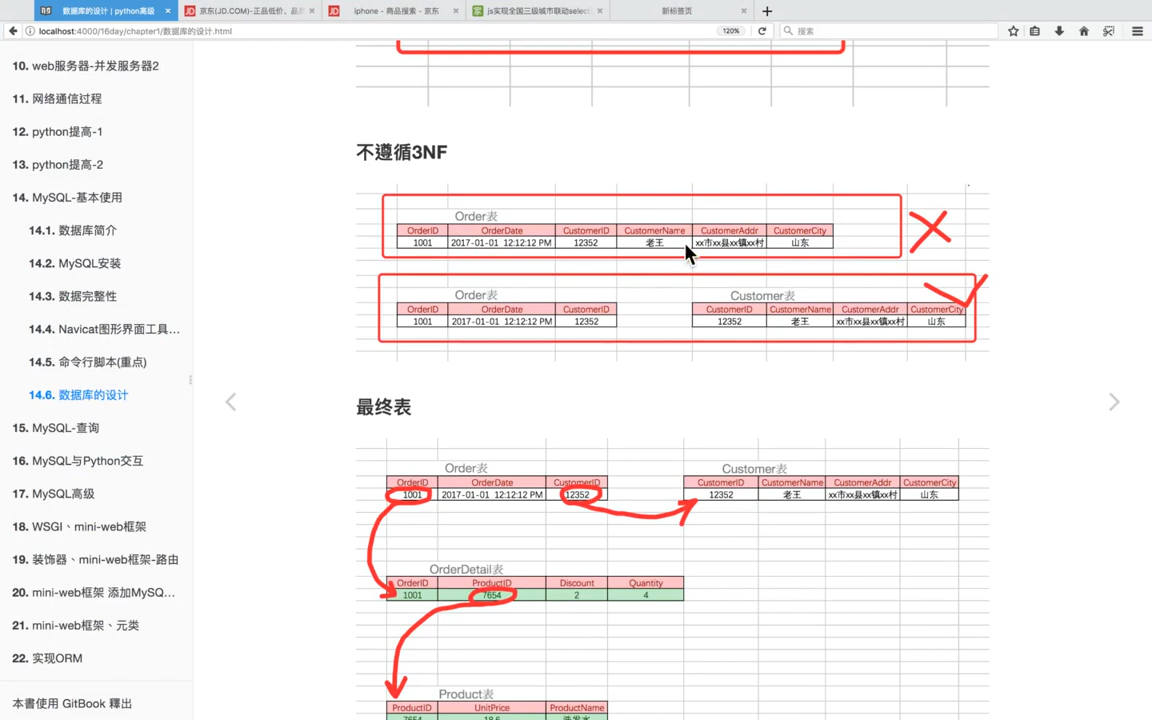 数据库的设计 | python高级
京东(JD.COM)-正品低价、品质
iphone - 商品搜索 - 京东
js实现全国三级城市联动select
新标签页
localhost:4000/16day/chapter1/数据库的设计.html
120%
搜索
10. web服务器-并发服务器2
11. 网络通信过程
12. python提高-1
13. python提高-2
14. MySQL-基本使用
14.1. 数据库简介
14.2. MySQL安装
14.3. 数据完整性
14.4. Navicat图形界面工具…
14.5. 命令行脚本(重点)
14.6. 数据库的设计
15. MySQL-查询
16. MySQL与Python交互
17. MySQL高级
18. WSGI、mini-web框架
19. 装饰器、mini-web框架-路由
20. mini-web框架 添加MySQ…
21. mini-web框架、元类
22. 实现ORM
本書使用 GitBook 釋出
不遵循3NF
Order表
OrderID OrderDate CustomerID CustomerName CustomerAddr CustomerCity
1001 2017-01-01 12:12:12 PM 12352 老王 xx市xx县xx镇xx村 山东
Order表 Customer表
OrderID OrderDate CustomerID CustomerID CustomerName CustomerAddr CustomerCity
1001 2017-01-01 12:12:12 PM 12352 12352 老王 xx市xx县xx镇xx村 山东
最终表
Order表 Customer表
OrderID OrderDate CustomerID CustomerID CustomerName CustomerAddr CustomerCity
1001 2017-01-01 12:12:12 PM 12352 12352 老王 xx市xx县xx镇xx村 山东
OrderDetail表
OrderID ProductID Discount Quantity
1001 7654 2 4
Product表
ProductID UnitPrice ProductName
7654 18.6 洗发水